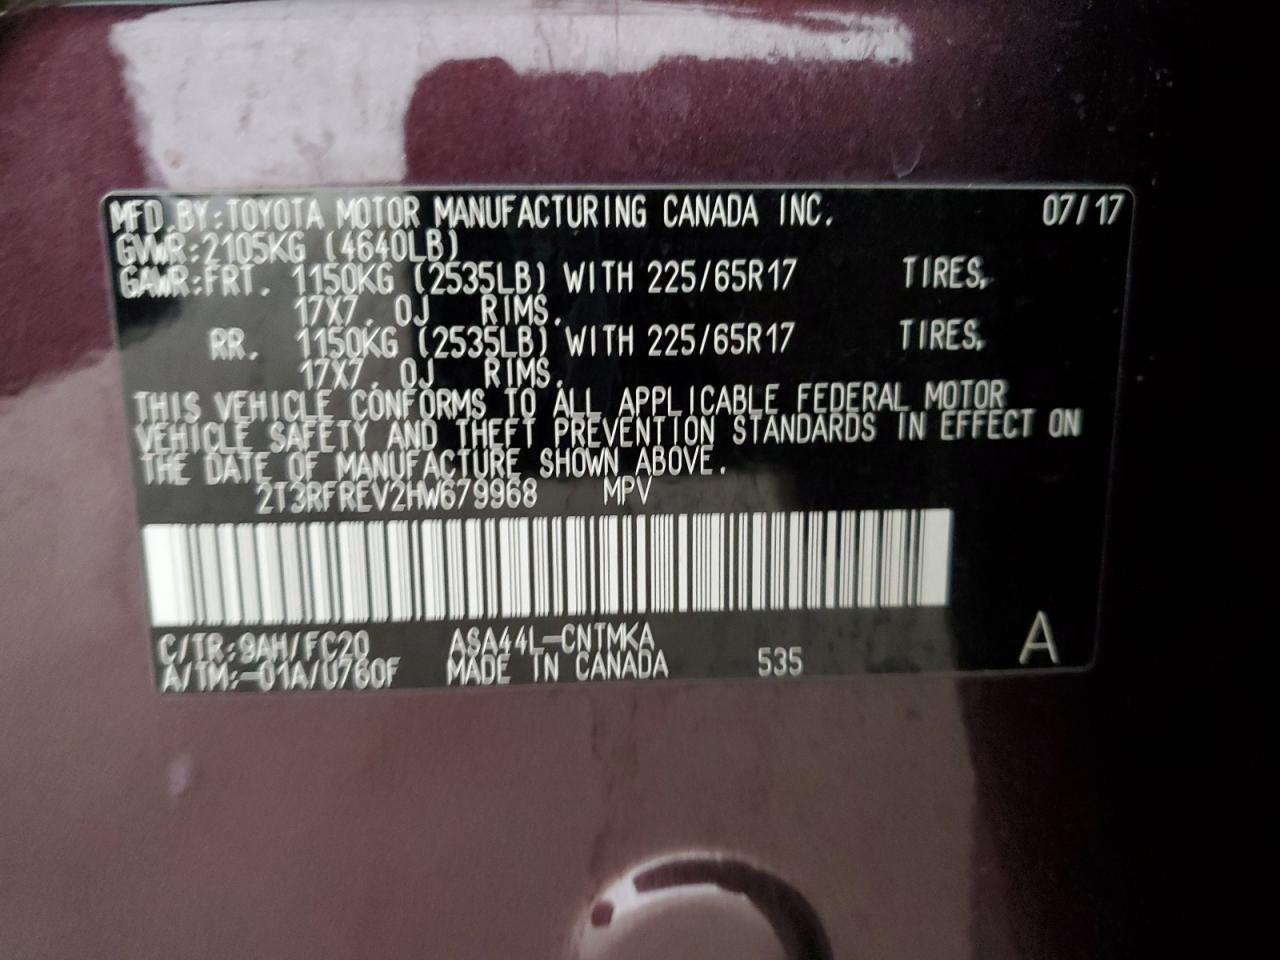 MFD.BY:TOYOTA MOTOR MANUFACTURING CANADA INC. 07/17
GVWR:2105KG (4640LB)
GAWR:FRT. 1150KG (2535LB) WITH 225/65R17 TIRES,
17X7.0J RIMS.
RR. 1150KG (2535LB) WITH 225/65R17 TIRES,
17X7.0J RIMS.
THIS VEHICLE CONFORMS TO ALL APPLICABLE FEDERAL MOTOR
VEHICLE SAFETY AND THEFT PREVENTION STANDARDS IN EFFECT ON
THE DATE OF MANUFACTURE SHOWN ABOVE.
2T3RFREV2HW679968 MPV
C/TR:9AH/FC20 ASA44L-CNTMKA
A/TM:-01A/U760F MADE IN CANADA 535 A